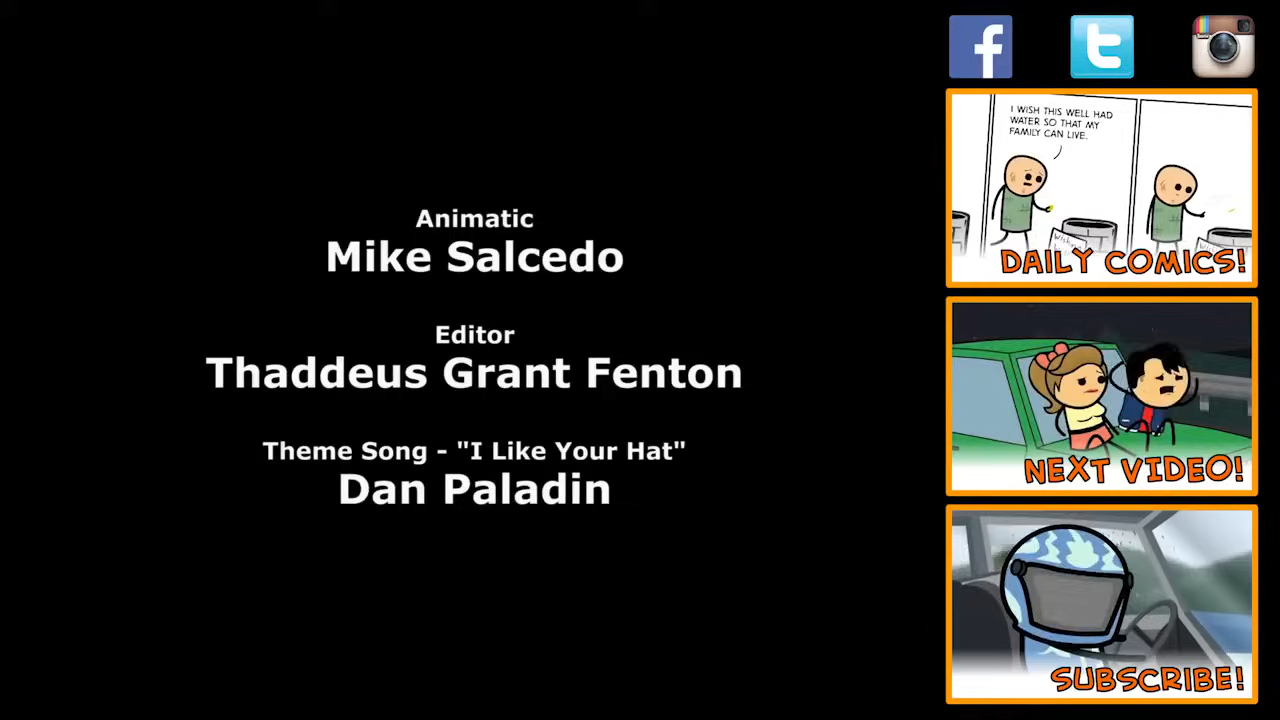 Animatic
Mike Salcedo
Editor
Thaddeus Grant Fenton
Theme Song - "I Like Your Hat"
Dan Paladin
f t
I WISH THIS WELL HAD
WATER SO THAT MY
FAMILY CAN LIVE.
DAILY COMICS!
NEXT VIDEO!
SUBSCRIBE!